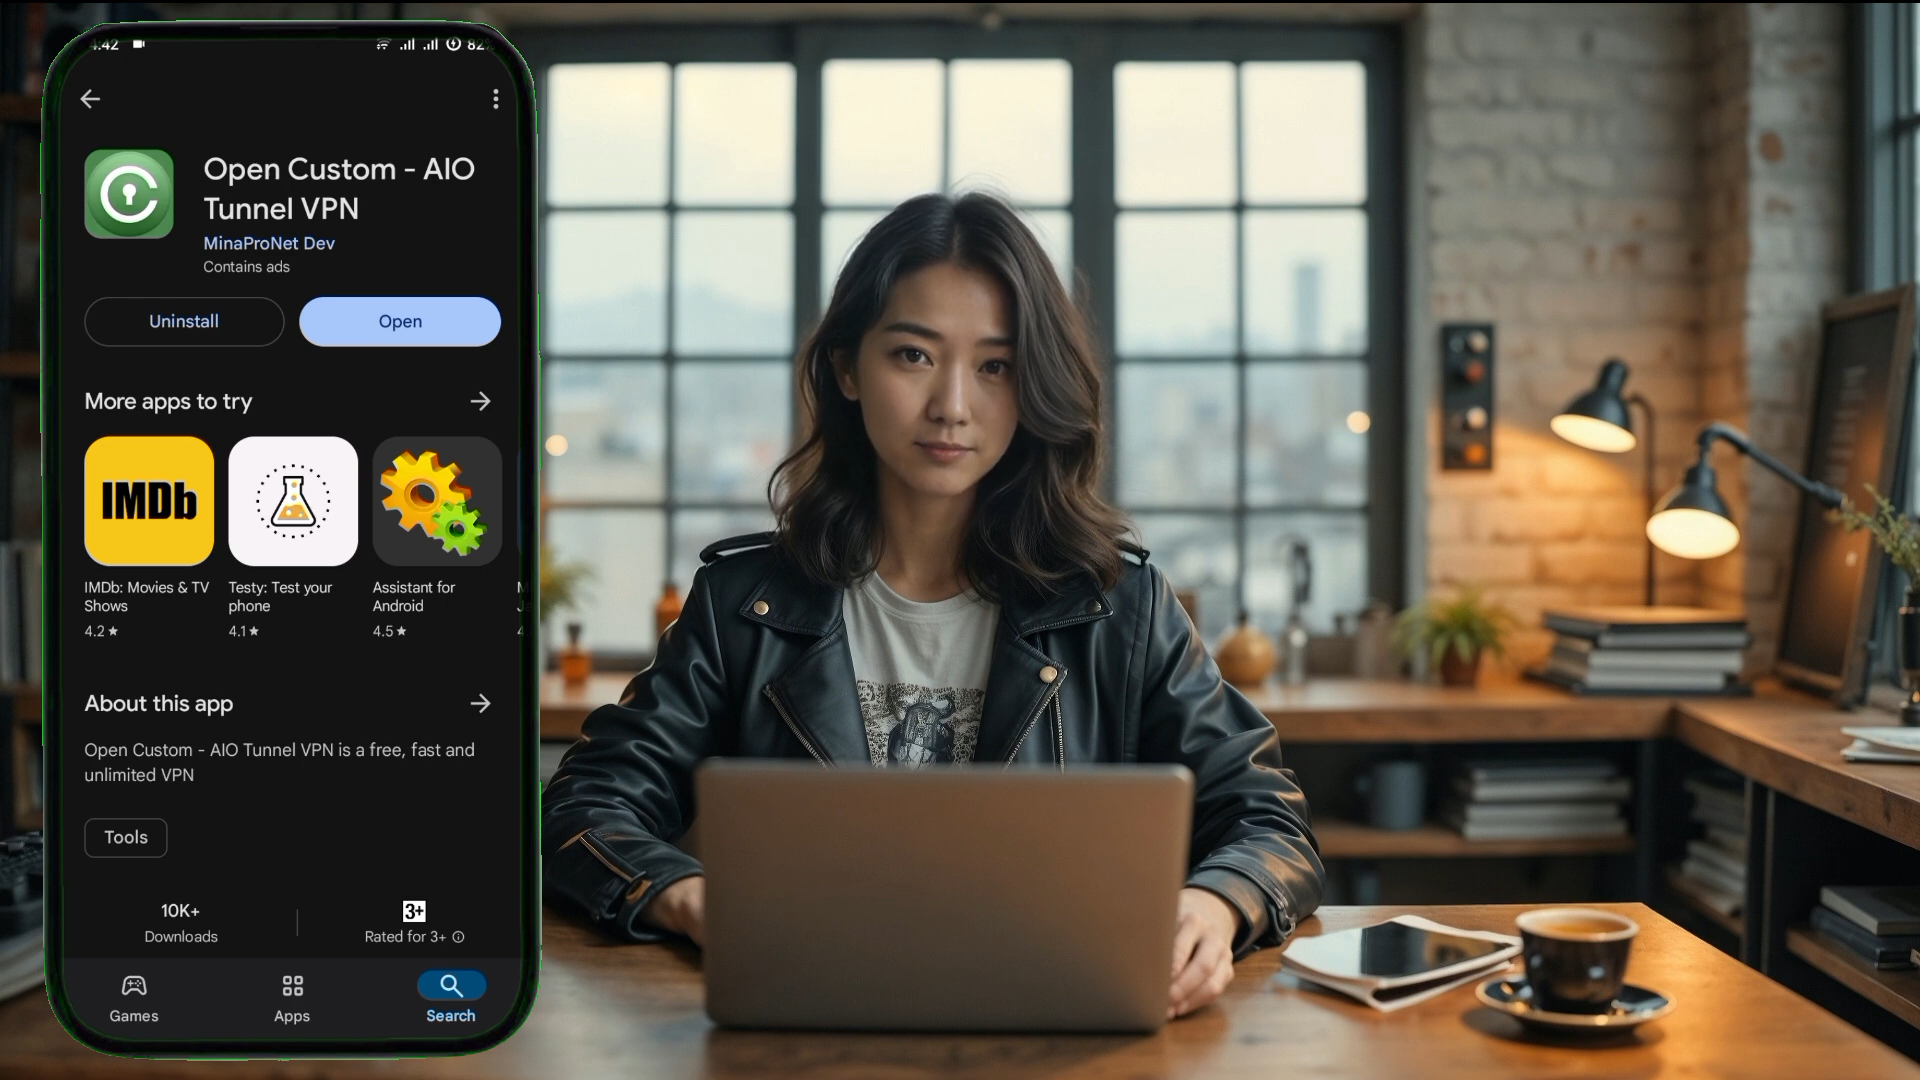 4:42
82
Open Custom - AIO
Tunnel VPN
MinaProNet Dev
Contains ads
Uninstall
Open
More apps to try
IMDb
IMDb: Movies & TV
Shows
4.2★
Testy: Test your
phone
4.1★
Assistant for
Android
4.5★
About this app
Open Custom - AIO Tunnel VPN is a free, fast and
unlimited VPN
Tools
10K+
Downloads
3+
Rated for 3+
Games
Apps
Search